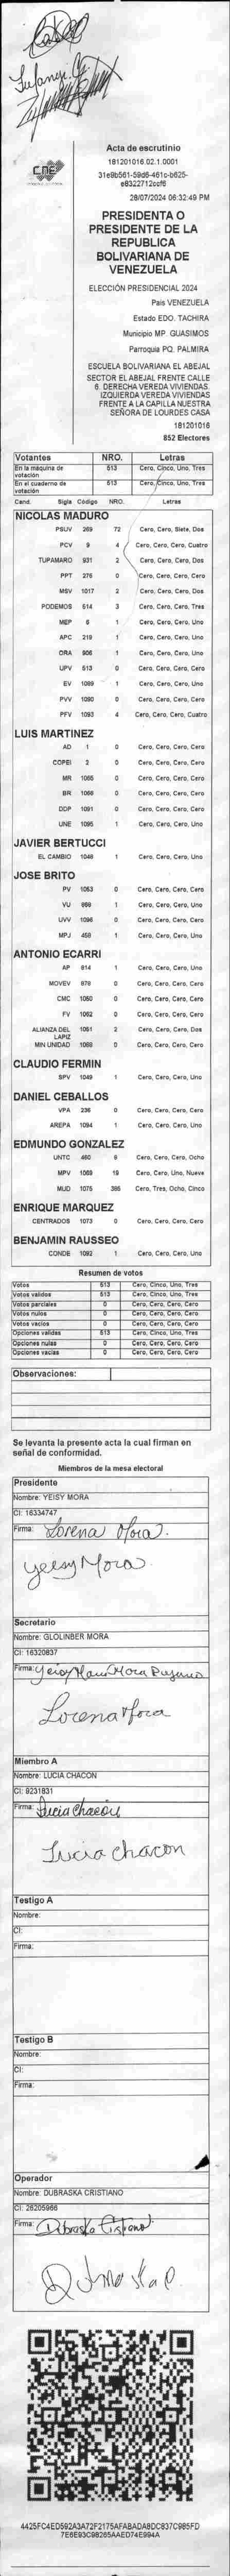 CNE
Acta de escrutinio
181201016.02.1.0001
31e9b561-59d6-461c-b625-
e8322712ccf6
28/07/2024 06:32:49 PM
PRESIDENTA O
PRESIDENTE DE LA
REPUBLICA
BOLIVARIANA DE
VENEZUELA
ELECCIÓN PRESIDENCIAL 2024
Pais VENEZUELA
Estado EDO. TACHIRA
Municipio MP. GUASIMOS
Parroquia PQ. PALMIRA
ESCUELA BOLIVARIANA EL ABEJAL
SECTOR EL ABEJAL FRENTE CALLE
6. DERECHA VEREDA VIVIENDAS.
IZQUIERDA VEREDA VIVIENDAS
FRENTE A LA CAPILLA NUESTRA
SEÑORA DE LOURDES CASA
181201016
852 Electores
Votantes NRO. Letras
En la máquina de votación 513 Cero, Cinco, Uno, Tres
En el cuaderno de votación 513 Cero, Cinco, Uno, Tres
Cand. Sigla Código NRO. Letras
NICOLAS MADURO
PSUV 269 72 Cero, Cero, Siete, Dos
PCV 9 4 Cero, Cero, Cero, Cuatro
TUPAMARO 931 2 Cero, Cero, Cero, Dos
PPT 276 0 Cero, Cero, Cero, Cero
MSV 1017 2 Cero, Cero, Cero, Dos
PODEMOS 514 3 Cero, Cero, Cero, Tres
MEP 6 1 Cero, Cero, Cero, Uno
APC 219 1 Cero, Cero, Cero, Uno
ORA 906 1 Cero, Cero, Cero, Uno
UPV 513 0 Cero, Cero, Cero, Cero
EV 1089 1 Cero, Cero, Cero, Uno
PVV 1090 0 Cero, Cero, Cero, Cero
PFV 1093 4 Cero, Cero, Cero, Cuatro
LUIS MARTINEZ
AD 1 0 Cero, Cero, Cero, Cero
COPEI 2 0 Cero, Cero, Cero, Cero
MR 1065 0 Cero, Cero, Cero, Cero
BR 1066 0 Cero, Cero, Cero, Cero
DDP 1091 0 Cero, Cero, Cero, Cero
UNE 1095 1 Cero, Cero, Cero, Uno
JAVIER BERTUCCI
EL CAMBIO 1048 1 Cero, Cero, Cero, Uno
JOSE BRITO
PV 1053 0 Cero, Cero, Cero, Cero
VU 868 1 Cero, Cero, Cero, Uno
UVV 1096 0 Cero, Cero, Cero, Cero
MPJ 458 1 Cero, Cero, Cero, Uno
ANTONIO ECARRI
AP 814 1 Cero, Cero, Cero, Uno
MOVEV 978 0 Cero, Cero, Cero, Cero
CMC 1050 0 Cero, Cero, Cero, Cero
FV 1052 0 Cero, Cero, Cero, Cero
ALIANZA DEL LAPIZ 1051 2 Cero, Cero, Cero, Dos
MIN UNIDAD 1068 0 Cero, Cero, Cero, Cero
CLAUDIO FERMIN
SPV 1049 1 Cero, Cero, Cero, Uno
DANIEL CEBALLOS
VPA 236 0 Cero, Cero, Cero, Cero
AREPA 1094 1 Cero, Cero, Cero, Uno
EDMUNDO GONZALEZ
UNTC 460 8 Cero, Cero, Cero, Ocho
MPV 1069 19 Cero, Cero, Uno, Nueve
MUD 1075 385 Cero, Tres, Ocho, Cinco
ENRIQUE MARQUEZ
CENTRADOS 1073 0 Cero, Cero, Cero, Cero
BENJAMIN RAUSSEO
CONDE 1092 1 Cero, Cero, Cero, Uno
Resumen de votos
Votos 513 Cero, Cinco, Uno, Tres
Votos validos 513 Cero, Cinco, Uno, Tres
Votos parciales 0 Cero, Cero, Cero, Cero
Votos nulos 0 Cero, Cero, Cero, Cero
Votos vacios 0 Cero, Cero, Cero, Cero
Opciones validas 513 Cero, Cinco, Uno, Tres
Opciones nulas 0 Cero, Cero, Cero, Cero
Opciones vacias 0 Cero, Cero, Cero, Cero
Observaciones:
Se levanta la presente acta la cual firman en
señal de conformidad.
Miembros de la mesa electoral
Presidente
Nombre: YEISY MORA
CI: 16334747
Firma: Lorena Mora.
Yeisy Mora
Secretario
Nombre: GLOLINBER MORA
CI: 16320837
Firma: Yeisy Mora
Lorena Mora
Miembro A
Nombre: LUCIA CHACON
CI: 9231831
Firma: Lucia Chacon
Lucia Chacon
Testigo A
Nombre:
CI:
Firma:
Testigo B
Nombre:
CI:
Firma:
Operador
Nombre: DUBRASKA CRISTIANO
CI: 26205966
Firma: Dubraska Cristiano
4425FC4ED592A3A72F2175AFABADA8DC837C985FD
7E6E93C98265AAED74E994A